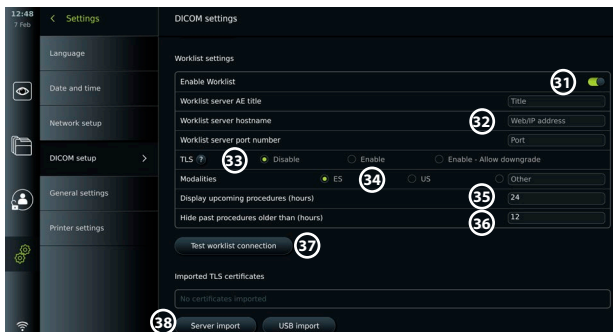 12:48
7 Feb
Settings
DICOM settings
Language
Date and time
Network setup
DICOM setup
General settings
Printer settings
Worklist settings
Enable Worklist 31
Worklist server AE title Title
Worklist server hostname 32 Web/IP address
Worklist server port number Port
TLS ? 33 Disable Enable Enable - Allow downgrade
Modalities ES 34 US Other
Display upcoming procedures (hours) 35 24
Hide past procedures older than (hours) 36 12
Test worklist connection 37
Imported TLS certificates
No certificates imported
38 Server import USB import